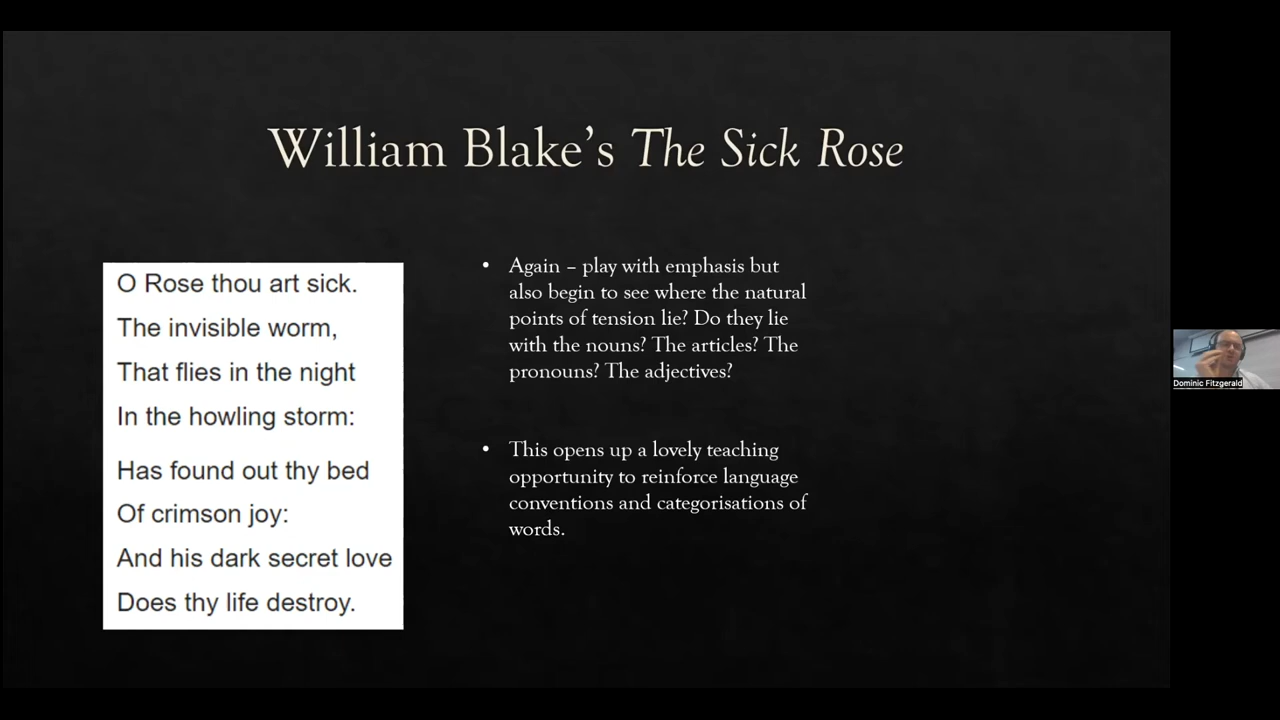 William Blake's The Sick Rose
O Rose thou art sick.
The invisible worm,
That flies in the night
In the howling storm:
Has found out thy bed
Of crimson joy:
And his dark secret love
Does thy life destroy.
• Again – play with emphasis but
also begin to see where the natural
points of tension lie? Do they lie
with the nouns? The articles? The
pronouns? The adjectives?
• This opens up a lovely teaching
opportunity to reinforce language
conventions and categorisations of
words.
Dominic Fitzgerald